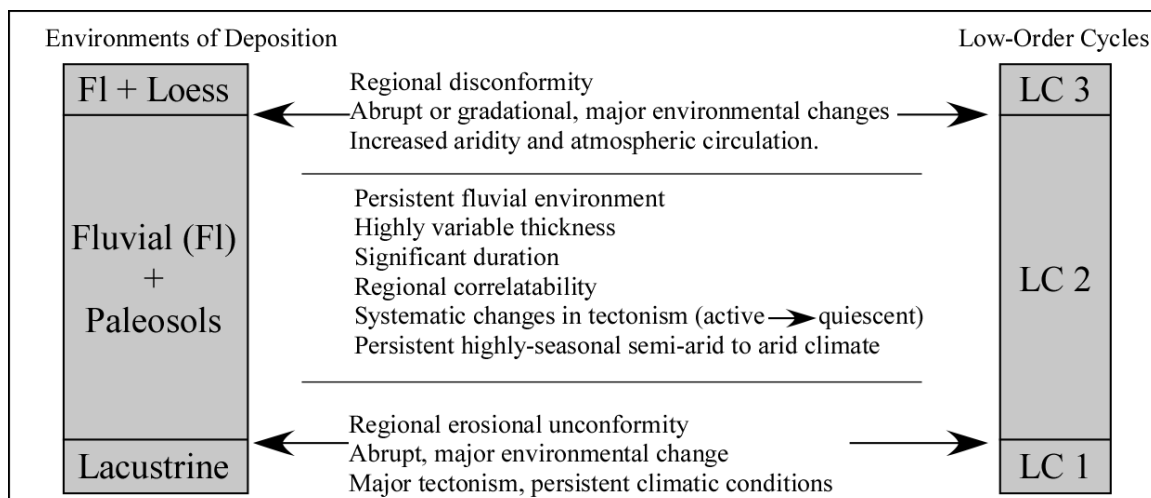 Environments of Deposition
Low-Order Cycles
Fl + Loess
Regional disconformity
Abrupt or gradational, major environmental changes
Increased aridity and atmospheric circulation.
LC 3
Fluvial (Fl)
+
Paleosols
Persistent fluvial environment
Highly variable thickness
Significant duration
Regional correlatability
Systematic changes in tectonism (active → quiescent)
Persistent highly-seasonal semi-arid to arid climate
LC 2
Lacustrine
Regional erosional unconformity
Abrupt, major environmental change
Major tectonism, persistent climatic conditions
LC 1